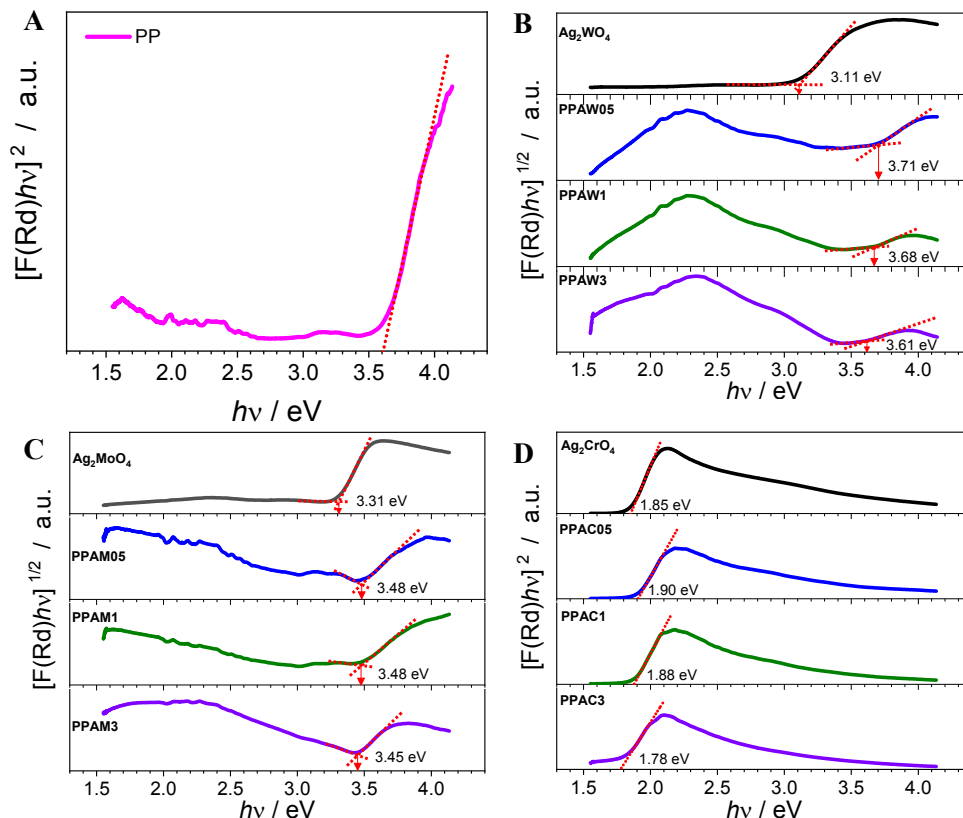 A
PP
[F(Rd)hν] ² / a.u.
1.5 2.0 2.5 3.0 3.5 4.0
hν / eV
B
Ag₂WO₄
3.11 eV
PPAW05
3.71 eV
PPAW1
3.68 eV
PPAW3
3.61 eV
[F(Rd)hν] ¹/² / a.u.
1.5 2.0 2.5 3.0 3.5 4.0
hν / eV
C
Ag₂MoO₄
3.31 eV
PPAM05
3.48 eV
PPAM1
3.48 eV
PPAM3
3.45 eV
[F(Rd)hν] ¹/² / a.u.
1.5 2.0 2.5 3.0 3.5 4.0
hν / eV
D
Ag₂CrO₄
1.85 eV
PPAC05
1.90 eV
PPAC1
1.88 eV
PPAC3
1.78 eV
[F(Rd)hν] ² / a.u.
1.5 2.0 2.5 3.0 3.5 4.0
hν / eV